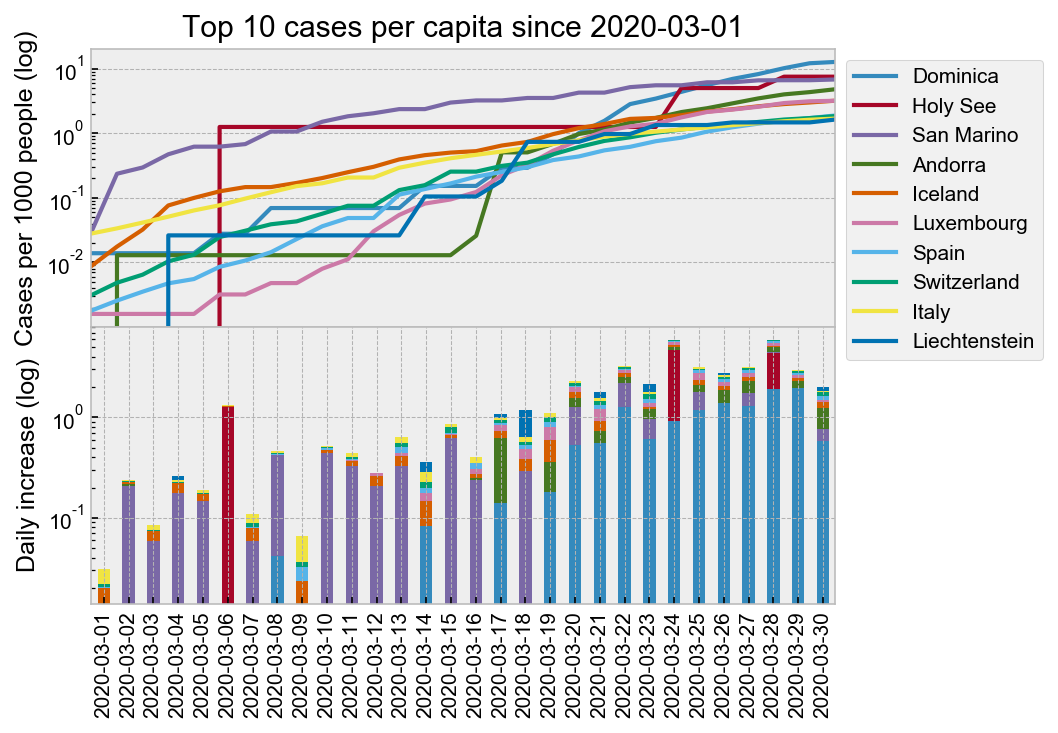 Top 10 cases per capita since 2020-03-01
Cases per 1000 people (log)
10^1
10^0
10^-1
10^-2
Dominica
Holy See
San Marino
Andorra
Iceland
Luxembourg
Spain
Switzerland
Italy
Liechtenstein
Daily increase (log)
10^0
10^-1
2020-03-01
2020-03-02
2020-03-03
2020-03-04
2020-03-05
2020-03-06
2020-03-07
2020-03-08
2020-03-09
2020-03-10
2020-03-11
2020-03-12
2020-03-13
2020-03-14
2020-03-15
2020-03-16
2020-03-17
2020-03-18
2020-03-19
2020-03-20
2020-03-21
2020-03-22
2020-03-23
2020-03-24
2020-03-25
2020-03-26
2020-03-27
2020-03-28
2020-03-29
2020-03-30